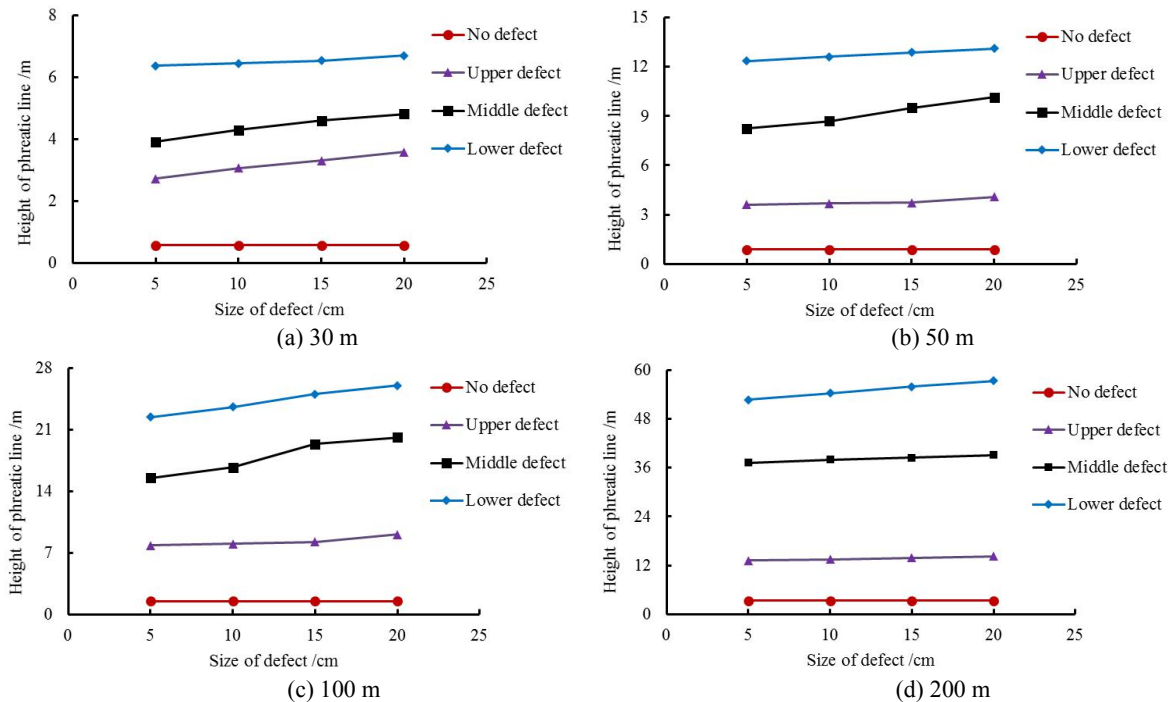 8
6
4
2
0
0
5
10
15
20
25
Height of phreatic line /m
Size of defect /cm
No defect
Upper defect
Middle defect
Lower defect
(a) 30 m
15
12
9
6
3
0
0
5
10
15
20
25
Height of phreatic line /m
Size of defect /cm
No defect
Upper defect
Middle defect
Lower defect
(b) 50 m
28
21
14
7
0
0
5
10
15
20
25
Height of phreatic line /m
Size of defect /cm
No defect
Upper defect
Middle defect
Lower defect
(c) 100 m
60
48
36
24
12
0
0
5
10
15
20
25
Height of phreatic line /m
Size of defect /cm
No defect
Upper defect
Middle defect
Lower defect
(d) 200 m